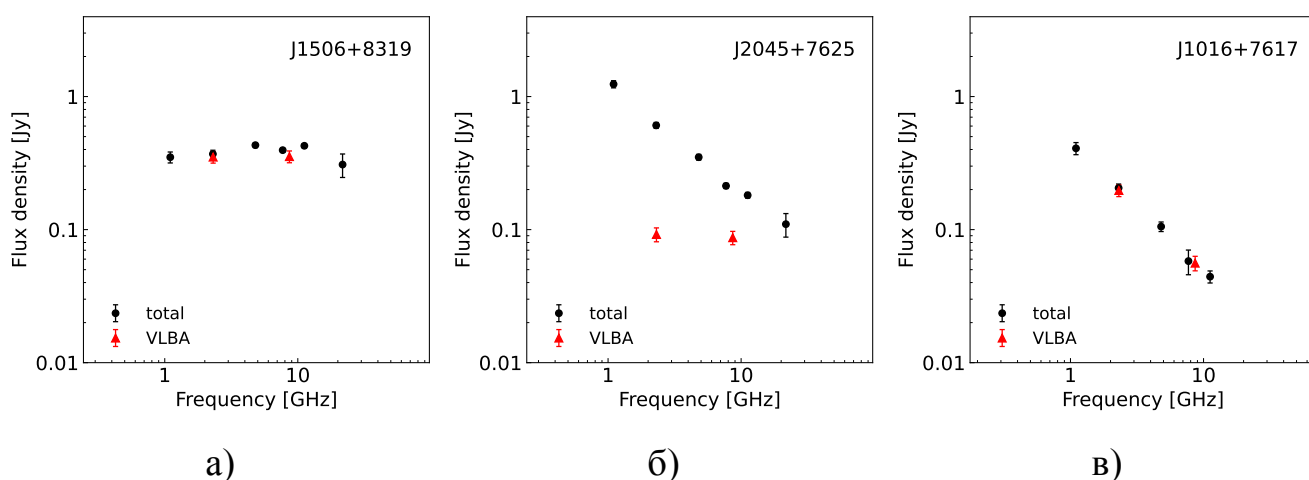 J1506+8319
1
0.1
0.01
Flux density [Jy]
total
VLBA
1 10
Frequency [GHz]
а)
J2045+7625
1
0.1
0.01
Flux density [Jy]
total
VLBA
1 10
Frequency [GHz]
б)
J1016+7617
1
0.1
0.01
Flux density [Jy]
total
VLBA
1 10
Frequency [GHz]
в)